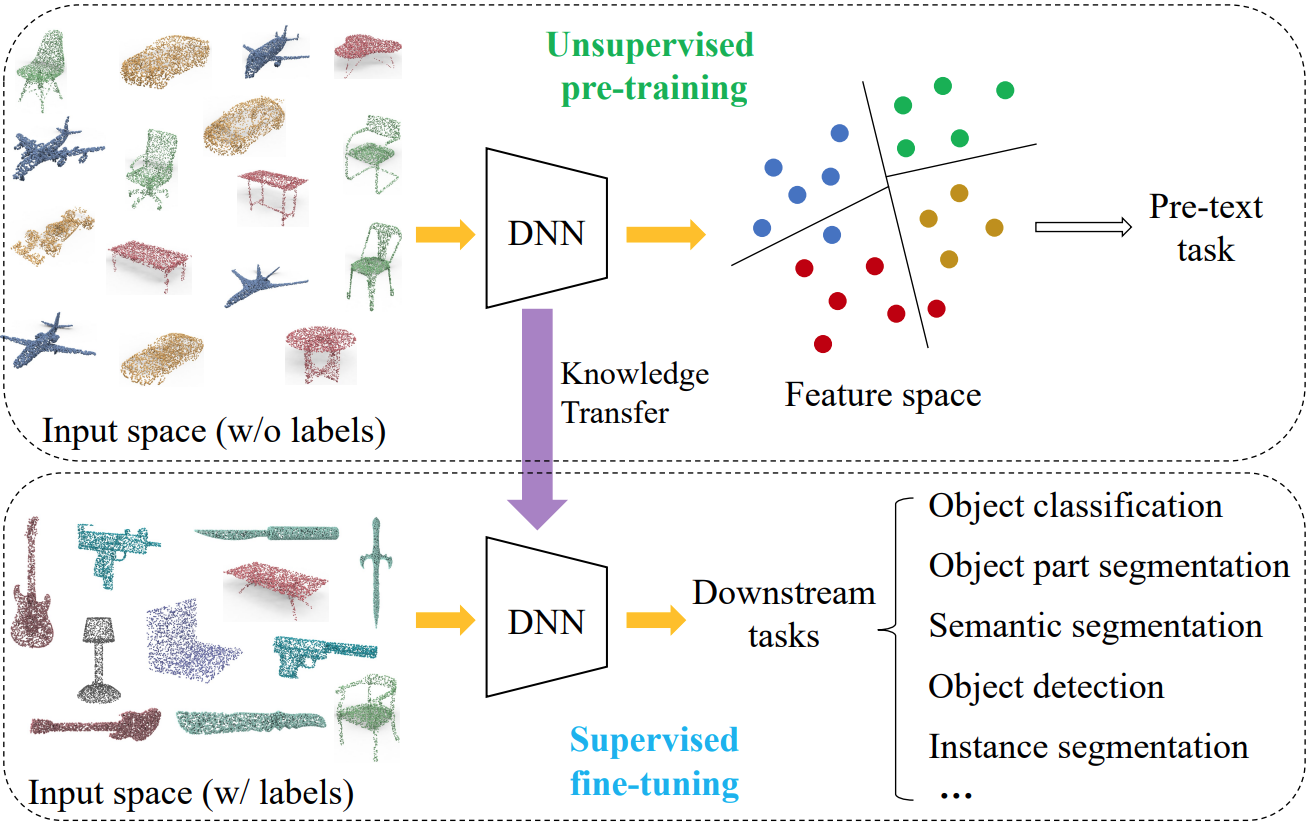 Unsupervised
pre-training
DNN
Pre-text
task
Knowledge
Transfer
Feature space
Input space (w/o labels)
DNN
Downstream
tasks
Object classification
Object part segmentation
Semantic segmentation
Object detection
Instance segmentation
...
Supervised
fine-tuning
Input space (w/ labels)